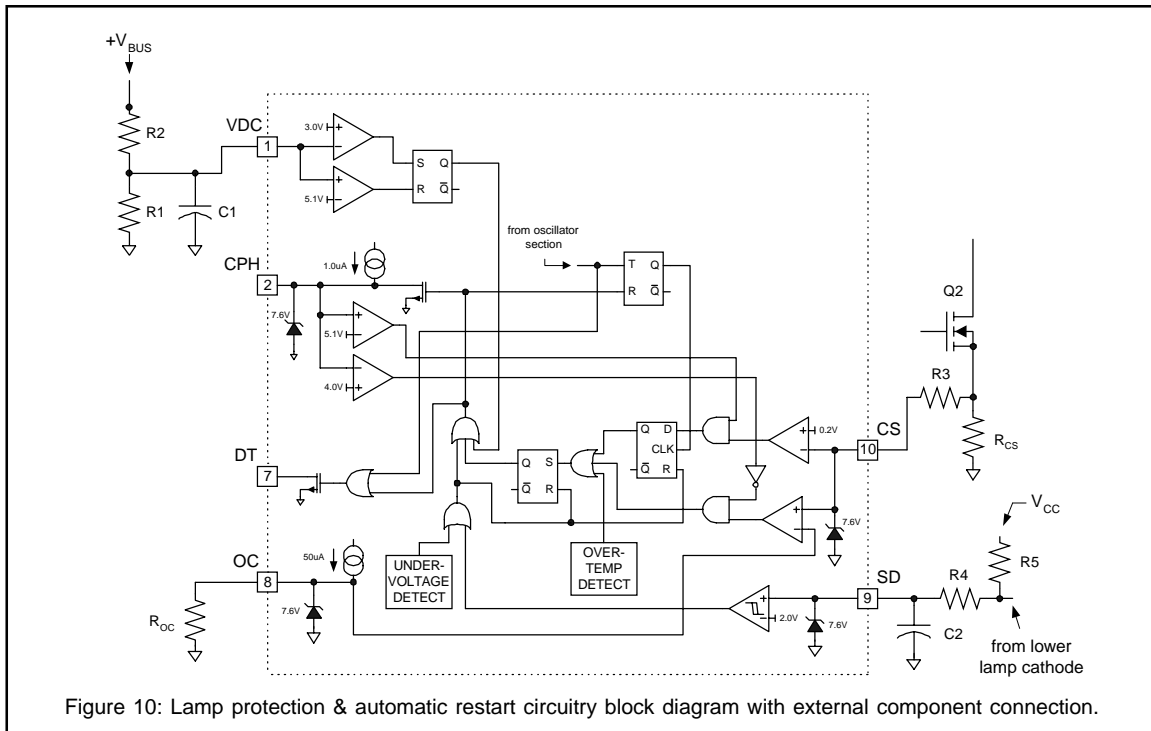 +VBUS
R2
R1
C1
VDC
1
3.0V
5.1V
S Q
R Q̅
from oscillator
section
T Q
R Q̅
CPH
2
1.0uA
7.6V
5.1V
4.0V
Q2
R3
RCS
CS
10
0.2V
7.6V
Q D
CLK
Q̅ R
Q S
Q̅ R
DT
7
OC
8
50uA
7.6V
ROC
UNDER-
VOLTAGE
DETECT
OVER-
TEMP
DETECT
2.0V
7.6V
SD
9
VCC
R5
R4
C2
from lower
lamp cathode
Figure 10: Lamp protection & automatic restart circuitry block diagram with external component connection.